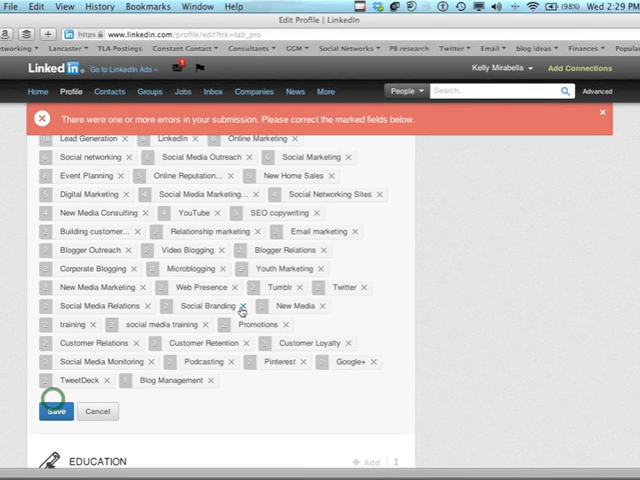 File Edit View History Bookmarks Window Help (98%) Wed 2:29 PM
Edit Profile | LinkedIn
https www.linkedin.com/profile/edit?trk=tab_pro
etworking Lancaster TLA Postings Constant Contact Consultants GGM Social Networks PB research Twitter Email blog ideas Finances Popula
Linked in Go to LinkedIn Ads Kelly Mirabella Add Connections
Home Profile Contacts Groups Jobs Inbox Companies News More People Search... Advanced
There were one or more errors in your submission. Please correct the marked fields below.
Lead Generation LinkedIn Online Marketing
Social networking Social Media Outreach Social Marketing
Event Planning Online Reputation... New Home Sales
Digital Marketing Social Media Marketing... Social Networking Sites
New Media Consulting YouTube SEO copywriting
Building customer... Relationship marketing Email marketing
Blogger Outreach Video Blogging Blogger Relations
Corporate Blogging Microblogging Youth Marketing
New Media Marketing Web Presence Tumblr Twitter
Social Media Relations Social Branding New Media
training social media training Promotions
Customer Relations Customer Retention Customer Loyalty
Social Media Monitoring Podcasting Pinterest Google+
TweetDeck Blog Management
Save Cancel
EDUCATION + Add